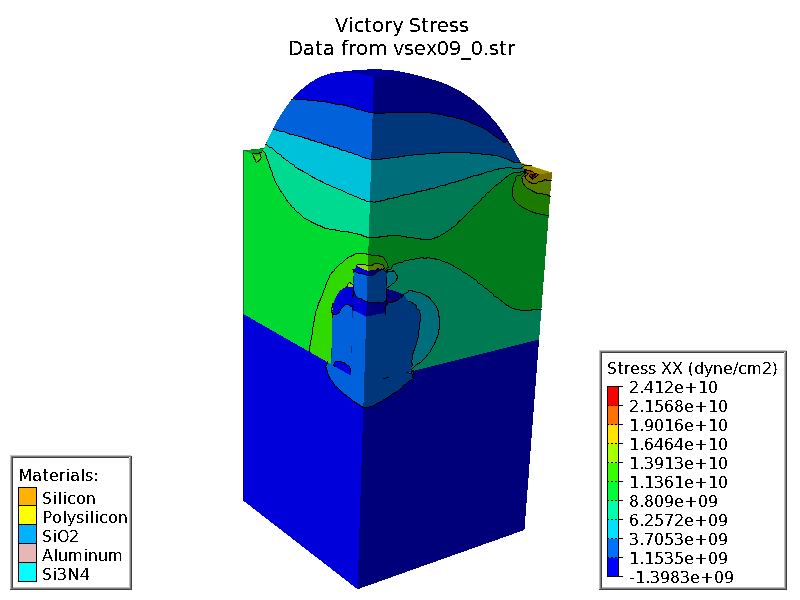 Victory Stress
Data from vsex09_0.str
Stress XX (dyne/cm2)
2.412e+10
2.1568e+10
1.9016e+10
1.6464e+10
1.3913e+10
1.1361e+10
8.809e+09
6.2572e+09
3.7053e+09
1.1535e+09
-1.3983e+09
Materials:
Silicon
Polysilicon
SiO2
Aluminum
Si3N4